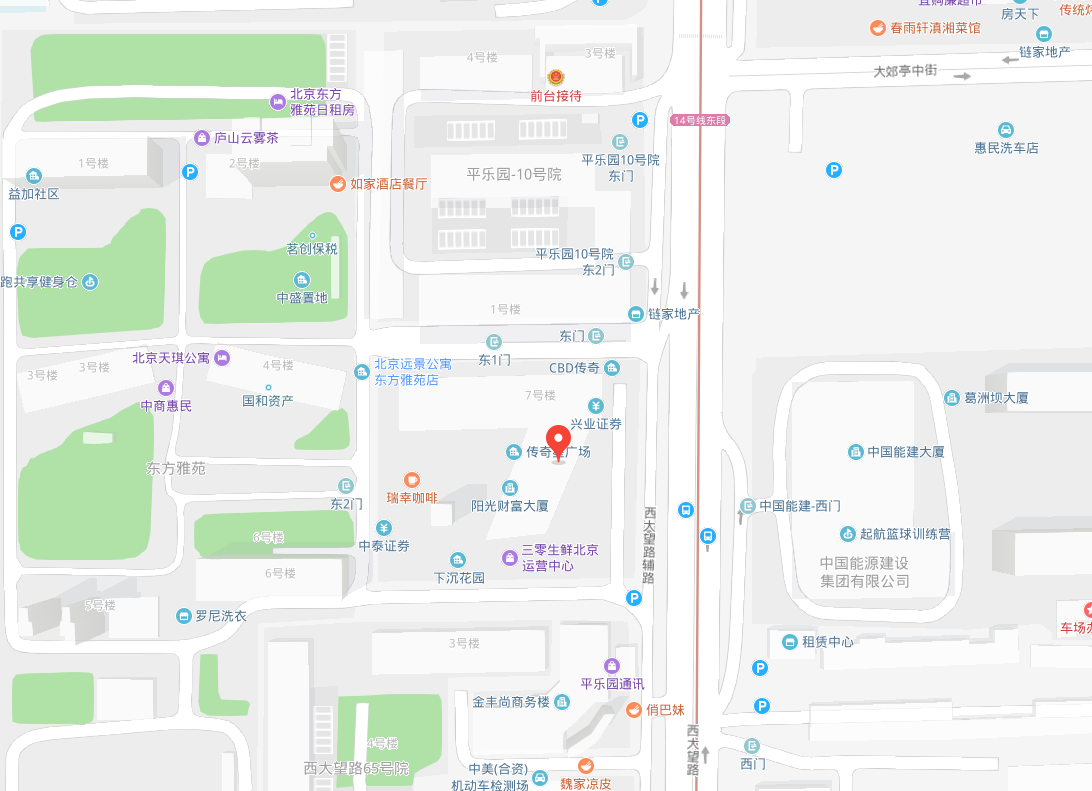 宜购廉超市
房天下
春雨轩滇湘菜馆
链家地产
4号楼
3号楼
大郊亭中街
前台接待
北京东方
雅苑日租房
14号线东段
庐山云雾茶
惠民洗车店
1号楼
2号楼
平乐园10号院
东门
平乐园-10号院
益加社区
如家酒店餐厅
茗创保税
平乐园10号院
东2门
跑共享健身仓
中盛置地
1号楼
链家地产
东门
东1门
北京天琪公寓
4号楼
北京远景公寓
东方雅苑店
CBD传奇
3号楼
3号楼
国和资产
中商惠民
7号楼
兴业证券
葛洲坝大厦
传奇
广场
中国能建大厦
东方雅苑
瑞幸咖啡
东2门
阳光财富大厦
中国能建-西门
西大望路辅路
6号楼
中泰证券
起航篮球训练营
三零生鲜北京
运营中心
中国能源建设
集团有限公司
6号楼
下沉花园
5号楼
罗尼洗衣
车场办
3号楼
租赁中心
平乐园通讯
金丰尚商务楼
俏巴妹
4号楼
西大望路
西大望路65号院
中美(合资)
机动车检测场
魏家凉皮
西门